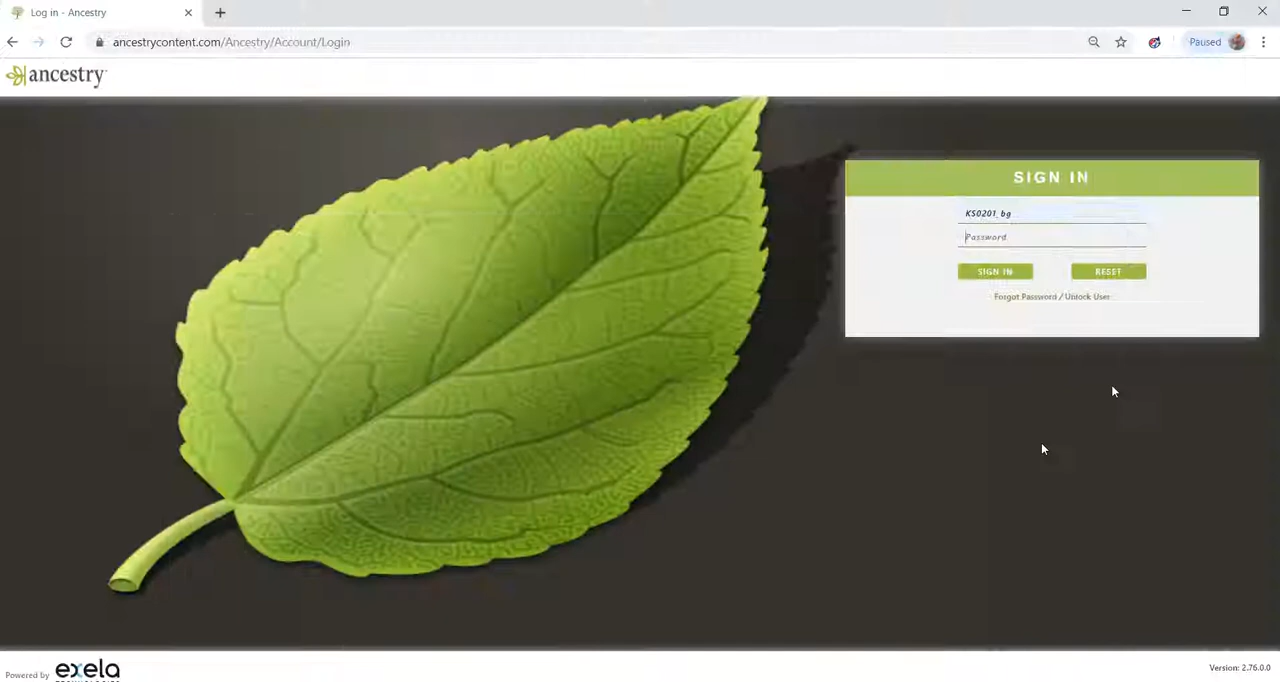 Log in - Ancestry
ancestrycontent.com/Ancestry/Account/Login
Paused
ancestry
SIGN IN
KS0201_bg
Password
SIGN IN
RESET
Forgot Password / Unlock User
Powered by exela
Version: 2.76.0.0